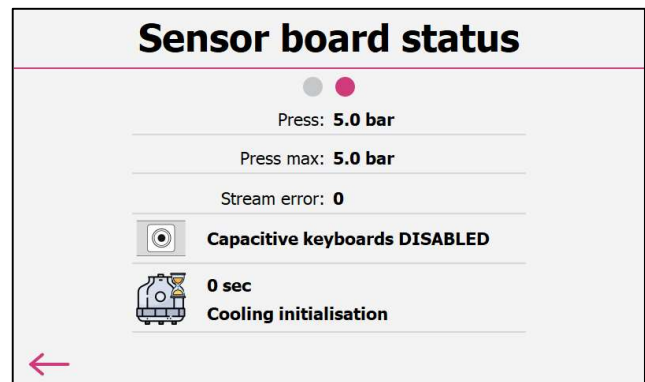 Sensor board status
Press: 5.0 bar
Press max: 5.0 bar
Stream error: 0
Capacitive keyboards DISABLED
0 sec
Cooling initialisation